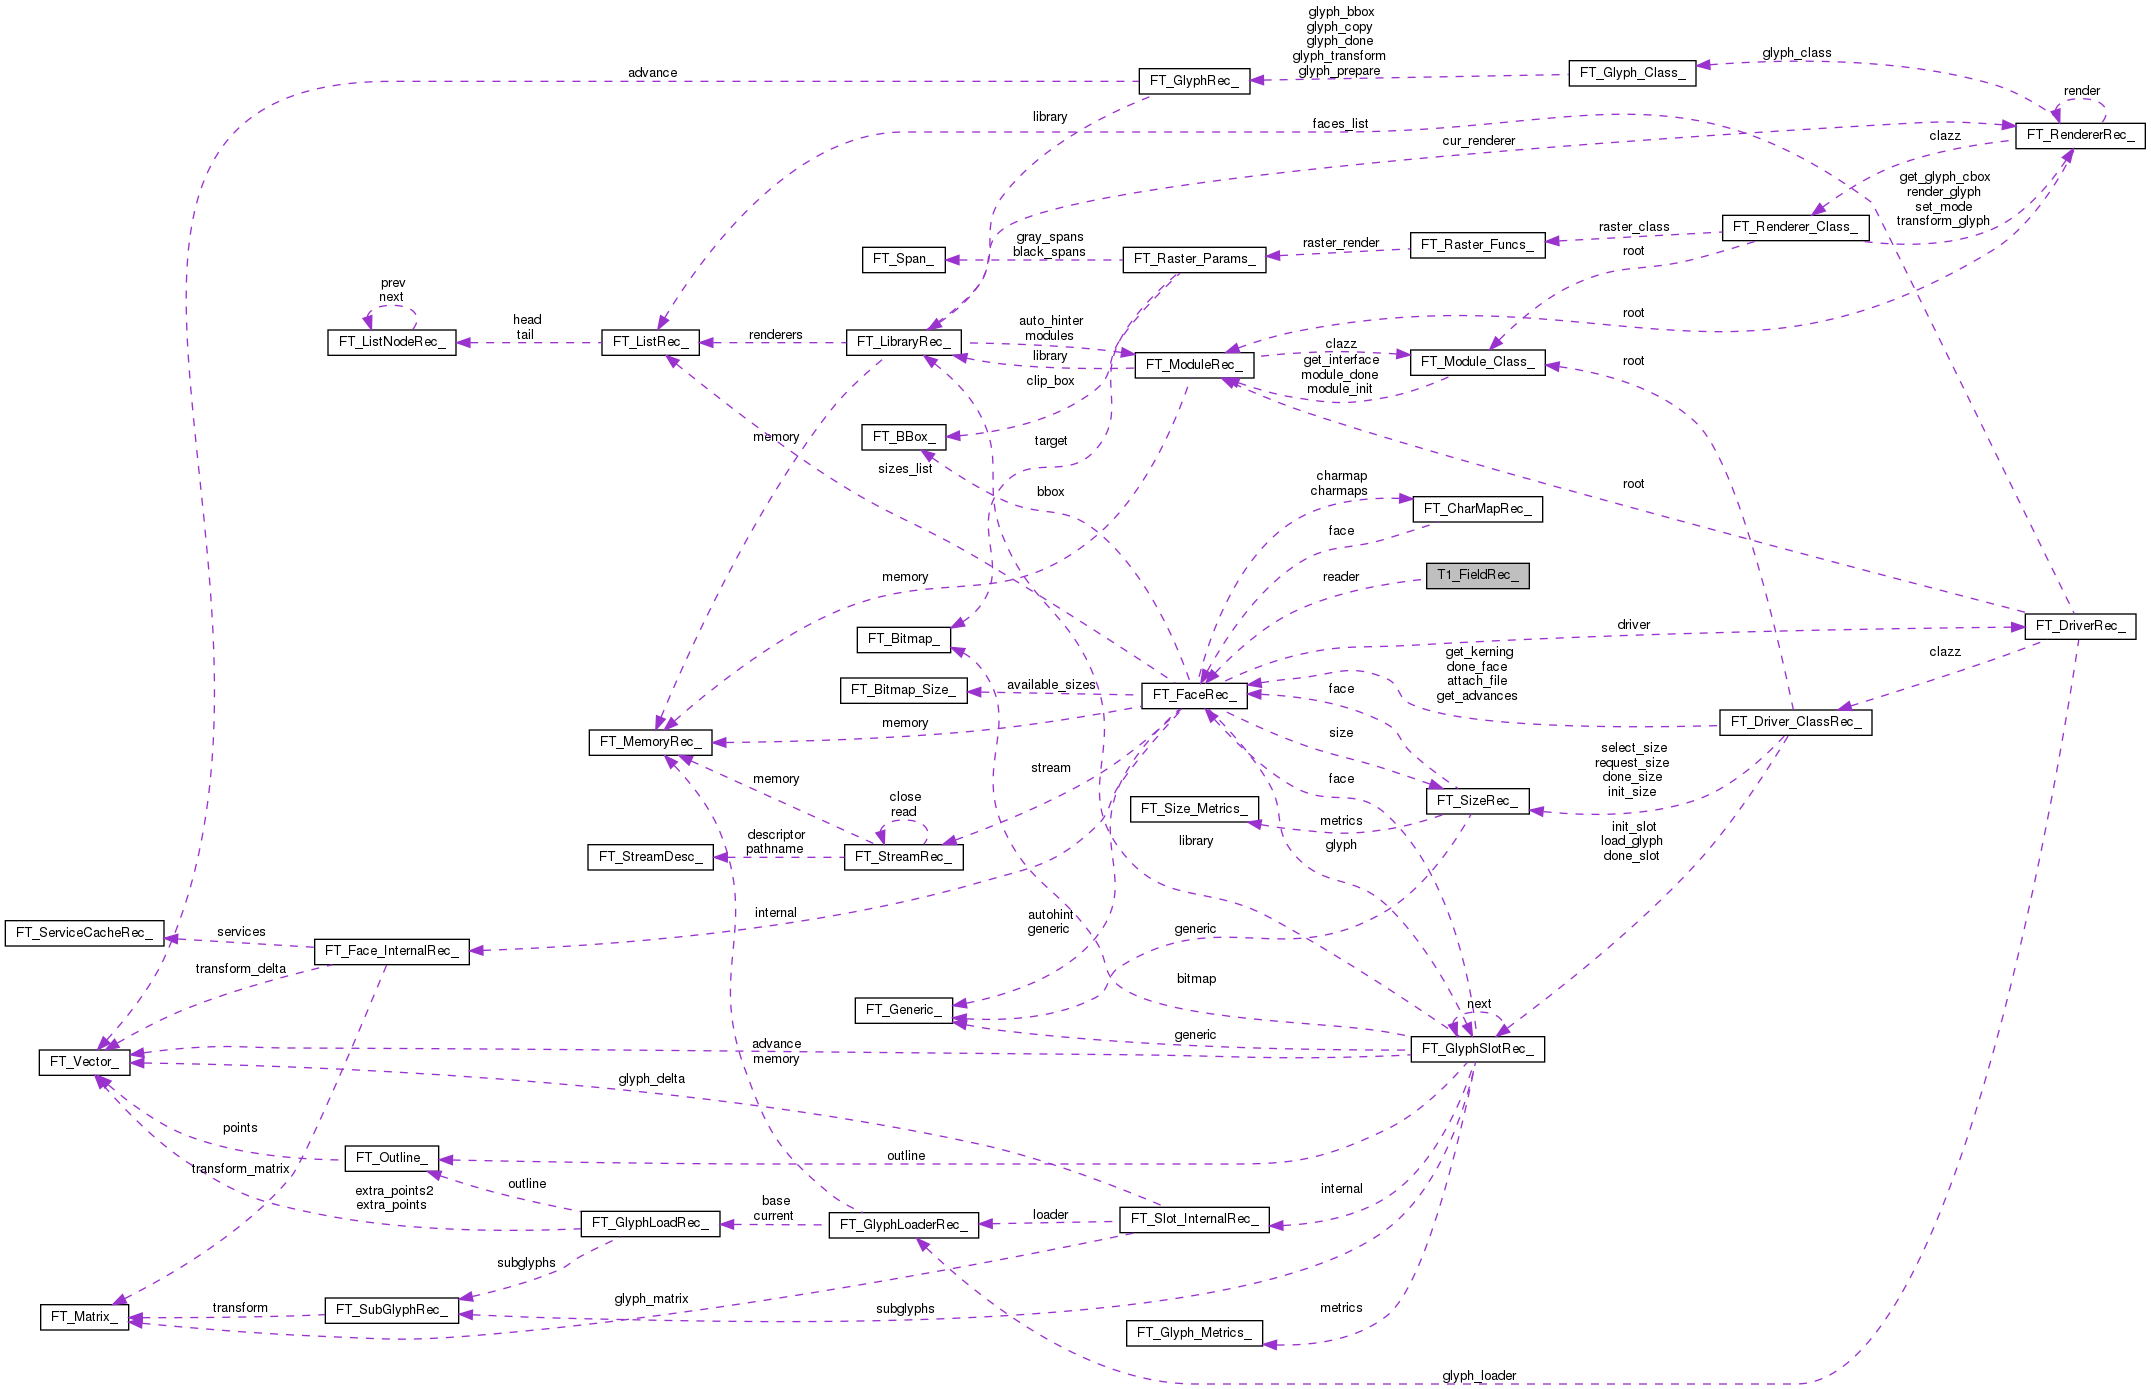 glyph_bbox
glyph_copy
glyph_done
glyph_transform
glyph_prepare
glyph_class
advance
FT_GlyphRec_
FT_Glyph_Class_
render
library
faces_list
cur_renderer
clazz
FT_RendererRec_
get_glyph_cbox
render_glyph
set_mode
transform_glyph
gray_spans
black_spans
raster_render
raster_class
FT_Renderer_Class_
FT_Span_
FT_Raster_Params_
FT_Raster_Funcs_
root
prev
next
head
tail
renderers
auto_hinter
modules
library
root
FT_ListNodeRec_
FT_ListRec_
FT_LibraryRec_
FT_ModuleRec_
clazz
get_interface
module_done
module_init
FT_Module_Class_
root
clip_box
FT_BBox_
memory
sizes_list
target
bbox
charmap
charmaps
FT_CharMapRec_
root
face
reader
T1_FieldRec_
memory
FT_Bitmap_
driver
FT_DriverRec_
get_kerning
done_face
attach_file
get_advances
clazz
FT_Bitmap_Size_
available_sizes
FT_FaceRec_
face
FT_Driver_ClassRec_
FT_MemoryRec_
memory
size
select_size
request_size
done_size
init_size
memory
stream
face
close
read
FT_Size_Metrics_
FT_SizeRec_
metrics
descriptor
pathname
FT_StreamDesc_
FT_StreamRec_
library
glyph
init_slot
load_glyph
done_slot
internal
autohint
generic
generic
FT_ServiceCacheRec_
services
FT_Face_InternalRec_
transform_delta
bitmap
FT_Generic_
next
generic
advance
memory
FT_Vector_
FT_GlyphSlotRec_
glyph_delta
points
FT_Outline_
outline
transform_matrix
extra_points2
extra_points
outline
base
current
internal
FT_GlyphLoadRec_
FT_GlyphLoaderRec_
loader
FT_Slot_InternalRec_
subglyphs
glyph_matrix
FT_Matrix_
transform
FT_SubGlyphRec_
subglyphs
metrics
FT_Glyph_Metrics_
glyph_loader